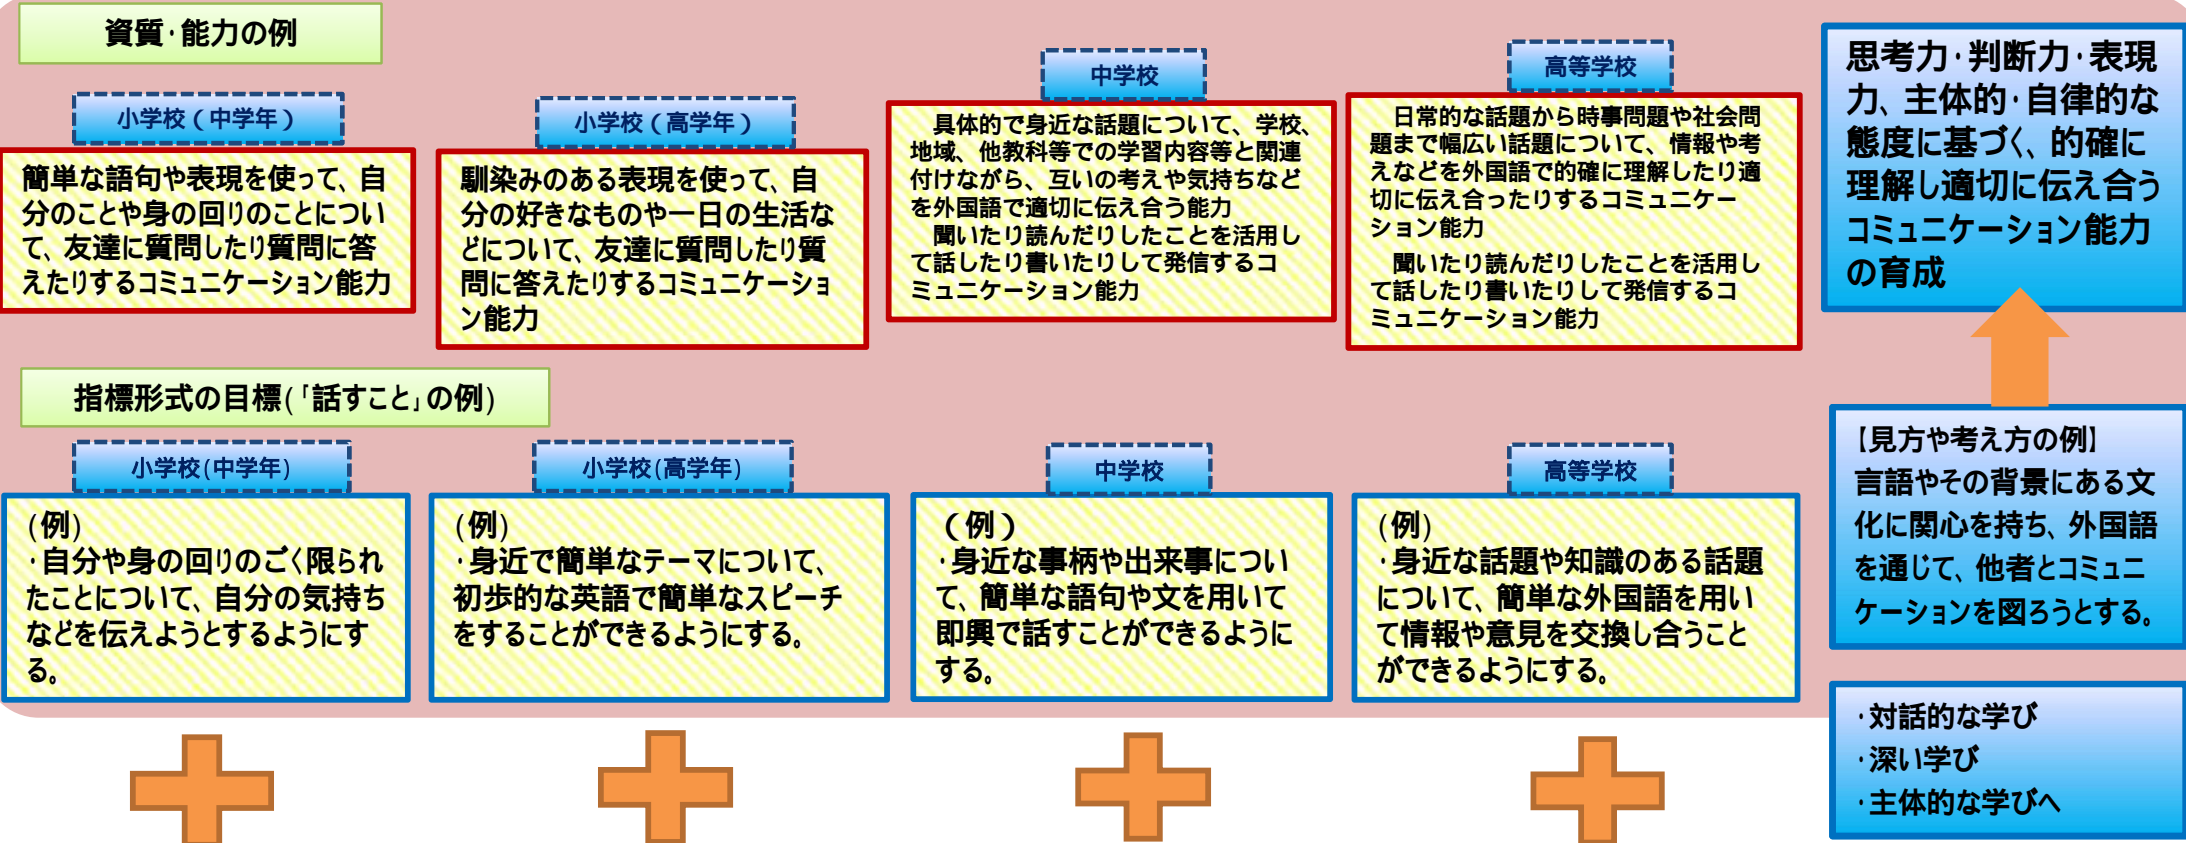 資質・能力の例
小学校（中学年）
簡単な語句や表現を使って、自
分のことや身の回りのことについ
て、友達に質問したり質問に答
えたりするコミュニケーション能力
小学校（高学年）
馴染みのある表現を使って、自
分の好きなものや一日の生活な
どについて、友達に質問したり質
問に答えたりするコミュニケーショ
ン能力
中学校
具体的で身近な話題について、学校、
地域、他教科等での学習内容等と関連
付けながら、互いの考えや気持ちなど
を外国語で適切に伝え合う能力
聞いたり読んだりしたことを活用し
て話したり書いたりして発信するコ
ミュニケーション能力
高等学校
日常的な話題から時事問題や社会問
題まで幅広い話題について、情報や考
えなどを外国語で的確に理解したり適
切に伝え合ったりするコミュニケー
ション能力
聞いたり読んだりしたことを活用し
て話したり書いたりして発信するコ
ミュニケーション能力
思考力・判断力・表現
力、主体的・自律的な
態度に基づく、的確に
理解し適切に伝え合う
コミュニケーション能力
の育成
指標形式の目標(「話すこと」の例)
小学校(中学年)
(例)
・自分や身の回りのごく限られ
たことについて、自分の気持ち
などを伝えようとするようにす
る。
小学校(高学年)
(例)
・身近で簡単なテーマについて、
初歩的な英語で簡単なスピーチ
をすることができるようにする。
中学校
（例）
・身近な事柄や出来事につい
て、簡単な語句や文を用いて
即興で話すことができるように
する。
高等学校
(例)
・身近な話題や知識のある話題
について、簡単な外国語を用い
て情報や意見を交換し合うこと
ができるようにする。
【見方や考え方の例】
言語やその背景にある文
化に関心を持ち、外国語
を通じて、他者とコミュニ
ケーションを図ろうとする。
・対話的な学び
・深い学び
・主体的な学びへ